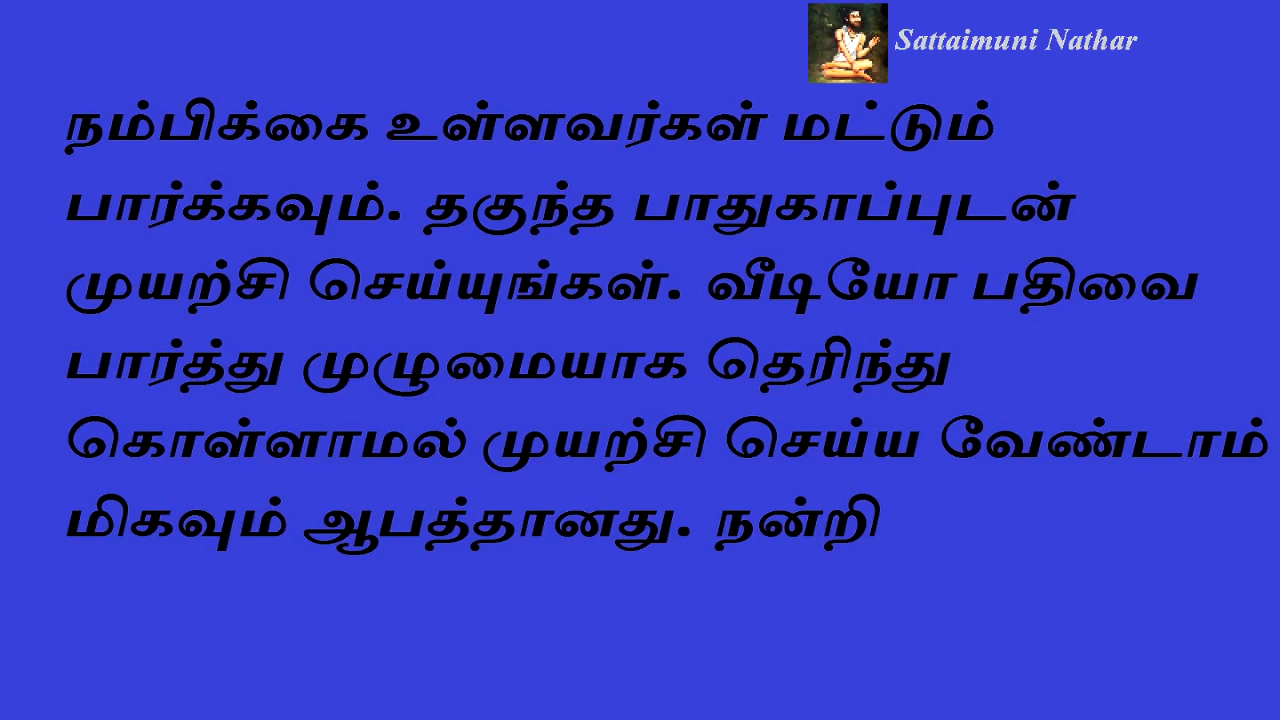 Sattaimuni Nathar
நம்பிக்கை உள்ளவர்கள் மட்டும்
பார்க்கவும். தகுந்த பாதுகாப்புடன்
முயற்சி செய்யுங்கள். வீடியோ பதிவை
பார்த்து முழுமையாக தெரிந்து
கொள்ளாமல் முயற்சி செய்ய வேண்டாம்
மிகவும் ஆபத்தானது. நன்றி